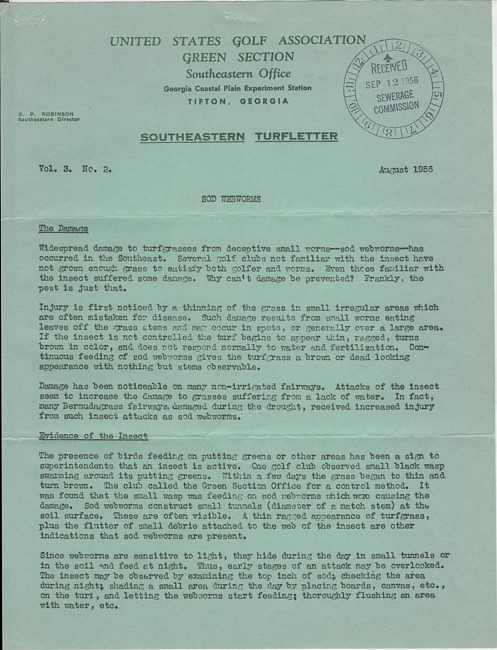 UNITED STATES GOLF ASSOCIATION
GREEN SECTION
Southeastern Office
Georgia Coastal Plain Experiment Station
TIFTON, GEORGIA
B. P. ROBINSON
Southeastern Director
RECEIVED
SEP 12 1956
SEWERAGE
COMMISSION
SOUTHEASTERN TURFLETTER
Vol. 3. No. 2.
August 1956
SOD WEBWORMS
The Damage
Widespread damage to turfgrasses from deceptive small worms--sod webworms--has
occurred in the Southeast. Several golf clubs not familiar with the insect have
not grown enough grass to satisfy both golfer and worms. Even those familiar with
the insect suffered some damage. Why can't damage be prevented? Frankly, the
pest is just that.
Injury is first noticed by a thinning of the grass in small irregular areas which
are often mistaken for disease. Such damage results from small worms eating
leaves off the grass stems and may occur in spots, or generally over a large area.
If the insect is not controlled the turf begins to appear thin, ragged, turns
brown in color, and does not respond normally to water and fertilization. Con-
tinuous feeding of sod webworms gives the turfgrass a brown or dead looking
appearance with nothing but stems observable.
Damage has been noticeable on many non-irrigated fairways. Attacks of the insect
seem to increase the damage to grasses suffering from a lack of water. In fact,
many Bermudagrass fairways damaged during the drought, received increased injury
from such insect attacks as sod webworms.
Evidence of the Insect
The presence of birds feeding on putting greens or other areas has been a sign to
superintendents that an insect is active. One golf club observed small black wasp
swarming around its putting greens. Within a few days the grass began to thin and
turn brown. The club called the Green Section Office for a control method. It
was found that the small wasp was feeding on sod webworms which were causing the
damage. Sod webworms construct small tunnels (diameter of a match stem) at the
soil surface. These are often visible. A thin ragged appearance of turfgrass,
plus the flutter of small debris attached to the web of the insect are other
indications that sod webworms are present.
Since webworms are sensitive to light, they hide during the day in small tunnels or
in the soil and feed at night. Thus, early stages of an attack may be overlooked.
The insect may be observed by examining the top inch of sod; checking the area
during night; shading a small area during the day by placing boards, canvas, etc.,
on the turf, and letting the webworms start feeding; thoroughly flushing an area
with water, etc.